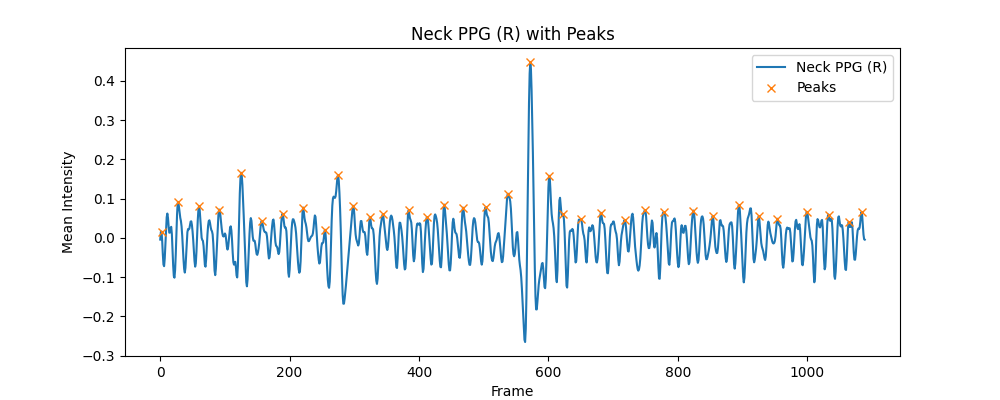 Neck PPG (R) with Peaks
Neck PPG (R)
Peaks
Mean Intensity
0.4
0.3
0.2
0.1
0.0
−0.1
−0.2
−0.3
0 200 400 600 800 1000
Frame